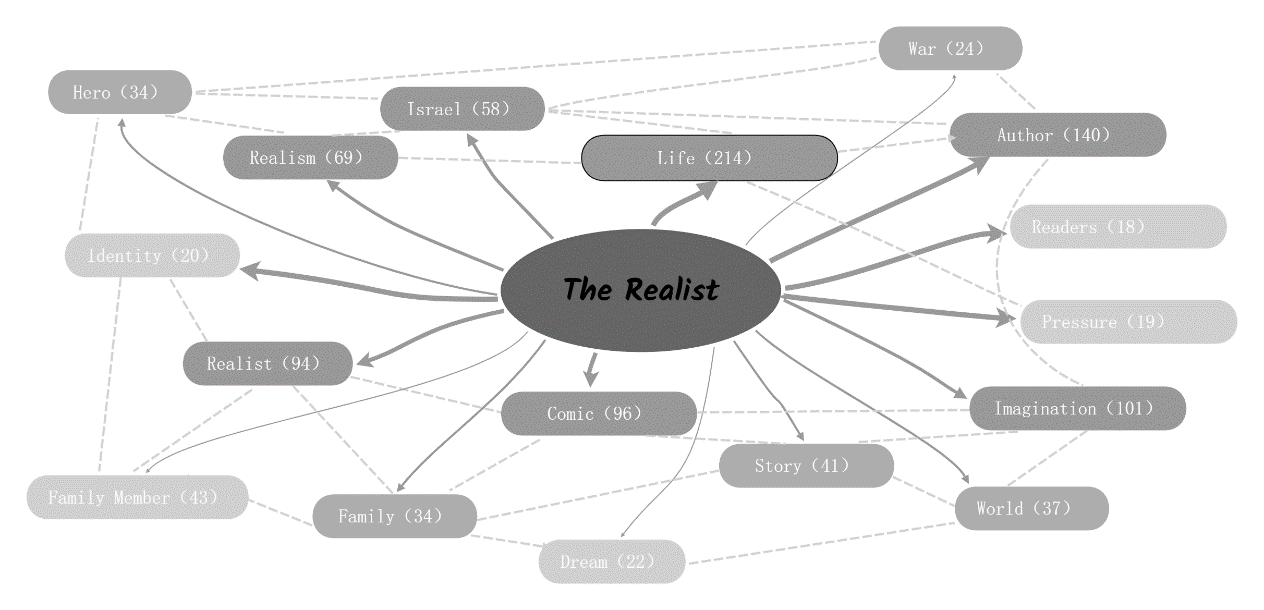 War（24）
Hero（34）
Israel（58）
Author（140）
Realism（69）
Life（214）
Readers（18）
Identity（20）
The Realist
Pressure（19）
Realist（94）
Comic（96）
Imagination（101）
Story（41）
Family Member（43）
Family（34）
World（37）
Dream（22）